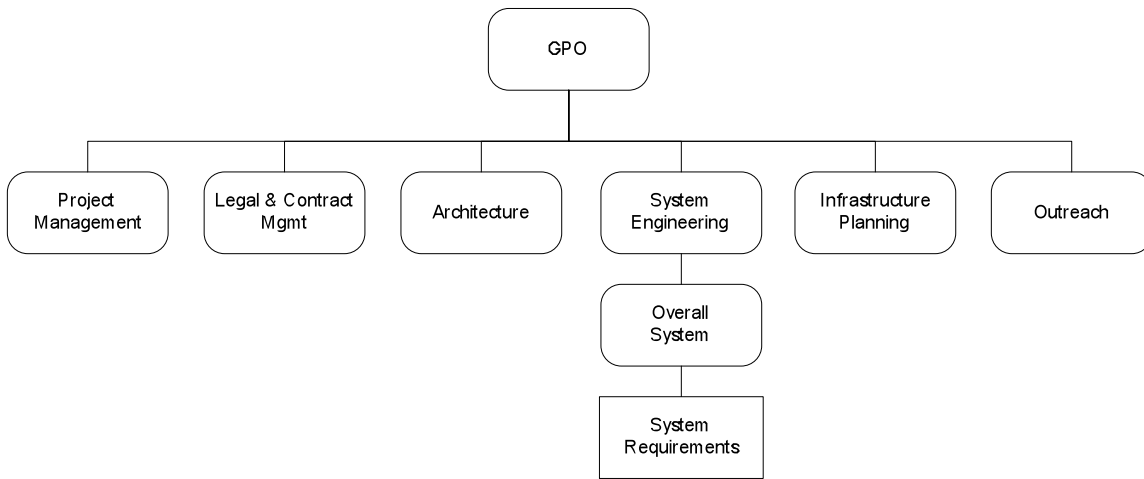 GPO
Project
Management
Legal & Contract
Mgmt
Architecture
System
Engineering
Infrastructure
Planning
Outreach
Overall
System
System
Requirements